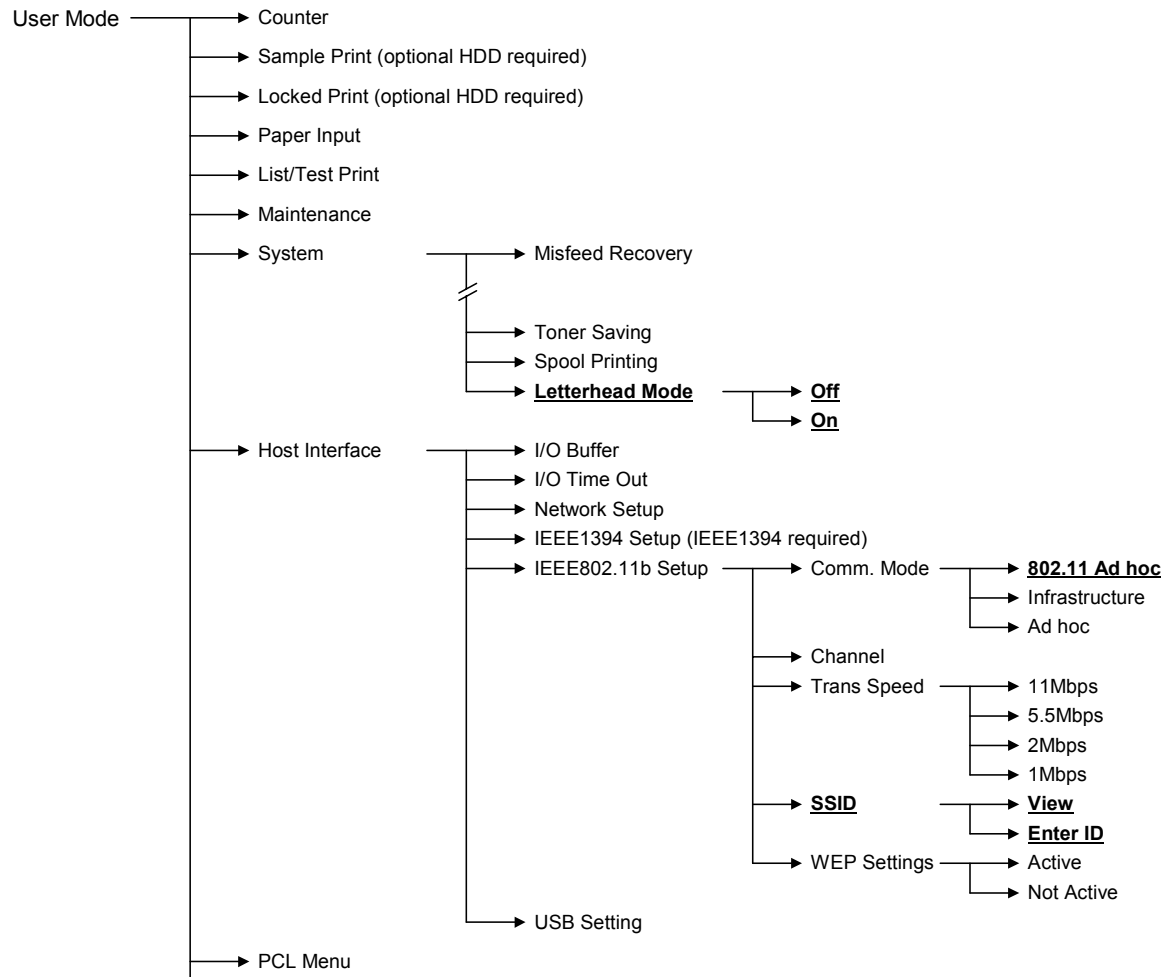 User Mode
Counter
Sample Print (optional HDD required)
Locked Print (optional HDD required)
Paper Input
List/Test Print
Maintenance
System
Misfeed Recovery
Toner Saving
Spool Printing
Letterhead Mode
Off
On
Host Interface
I/O Buffer
I/O Time Out
Network Setup
IEEE1394 Setup (IEEE1394 required)
IEEE802.11b Setup
Comm. Mode
802.11 Ad hoc
Infrastructure
Ad hoc
Channel
Trans Speed
11Mbps
5.5Mbps
2Mbps
1Mbps
SSID
View
Enter ID
WEP Settings
Active
Not Active
USB Setting
PCL Menu